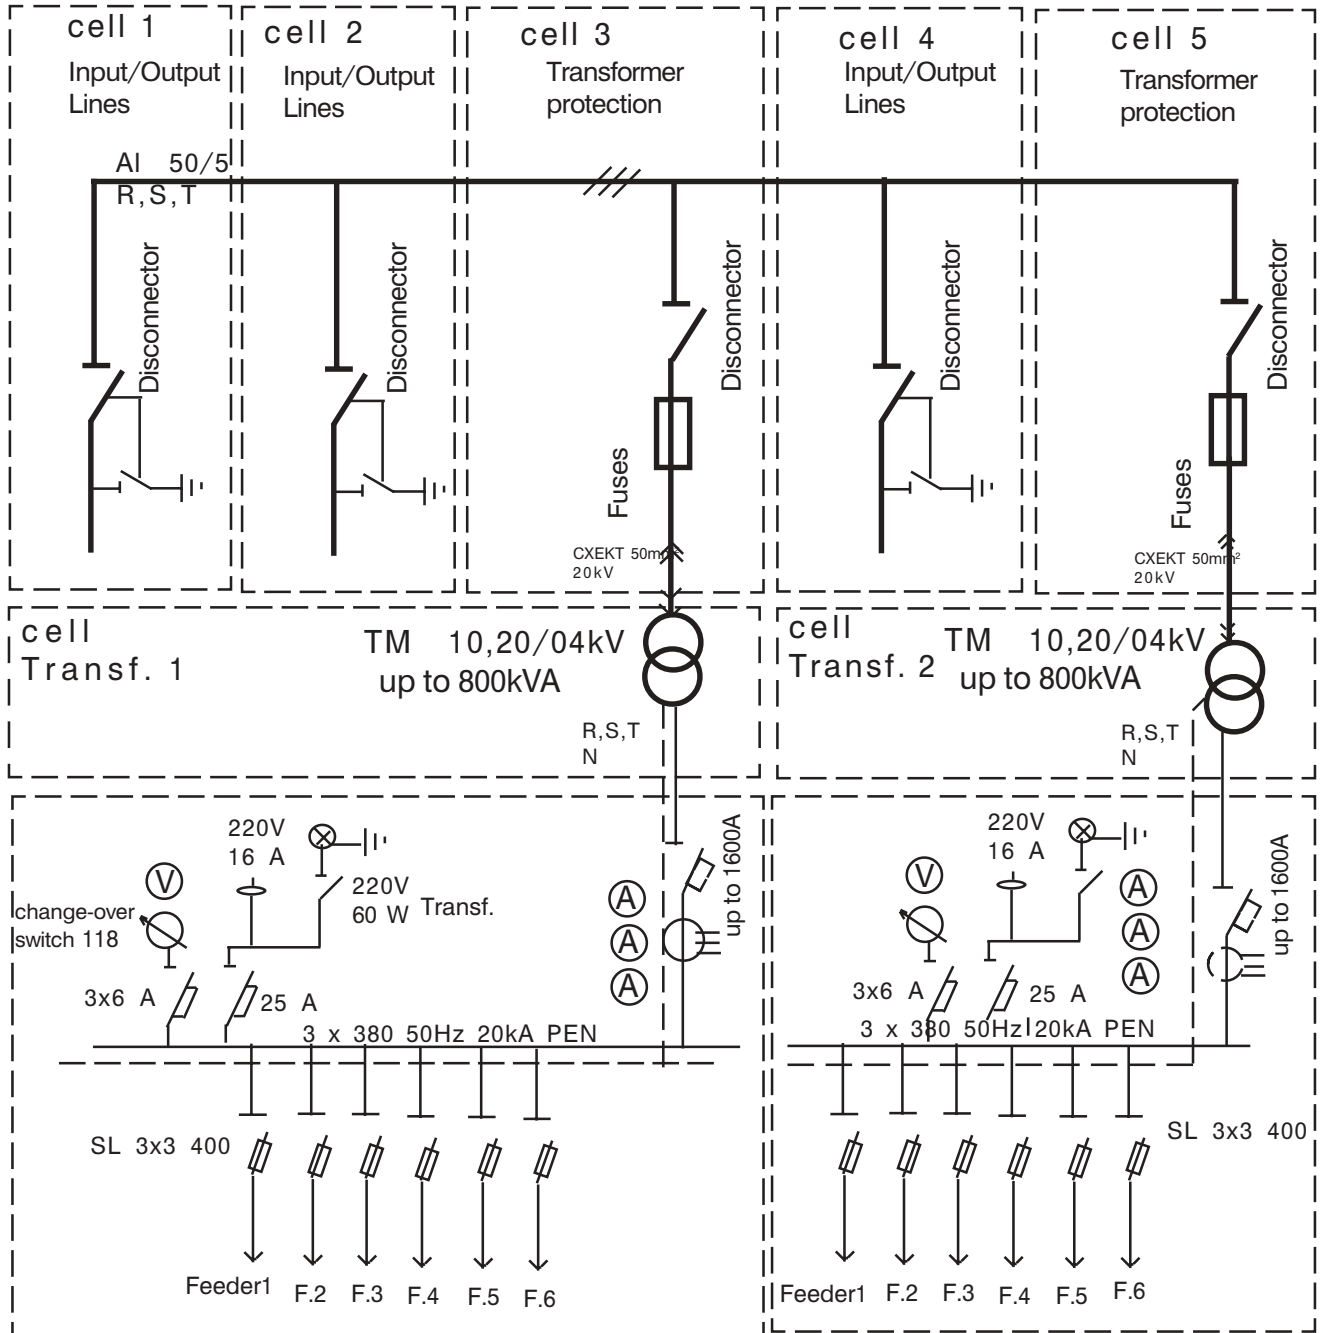 cell 1
Input/Output
Lines
cell 2
Input/Output
Lines
cell 3
Transformer
protection
cell 4
Input/Output
Lines
cell 5
Transformer
protection
Al 50/5
R,S,T
Disconnector
Disconnector
Disconnector
Disconnector
Disconnector
Fuses
Fuses
CXEKT 50mm²
20kV
CXEKT 50mm²
20kV
cell
Transf. 1
TM 10,20/04kV
up to 800kVA
R,S,T
N
cell
Transf. 2
TM 10,20/04kV
up to 800kVA
R,S,T
N
220V
16 A
V
change-over
switch 118
220V
60 W Transf.
A
A
A
up to 1600A
3x6 A
25 A
3 x 380 50Hz 20kA PEN
SL 3x3 400
Feeder1
F.2
F.3
F.4
F.5
F.6
220V
16 A
V
A
A
A
up to 1600A
3x6 A
25 A
3 x 380 50Hz 20kA PEN
SL 3x3 400
Feeder1
F.2
F.3
F.4
F.5
F.6